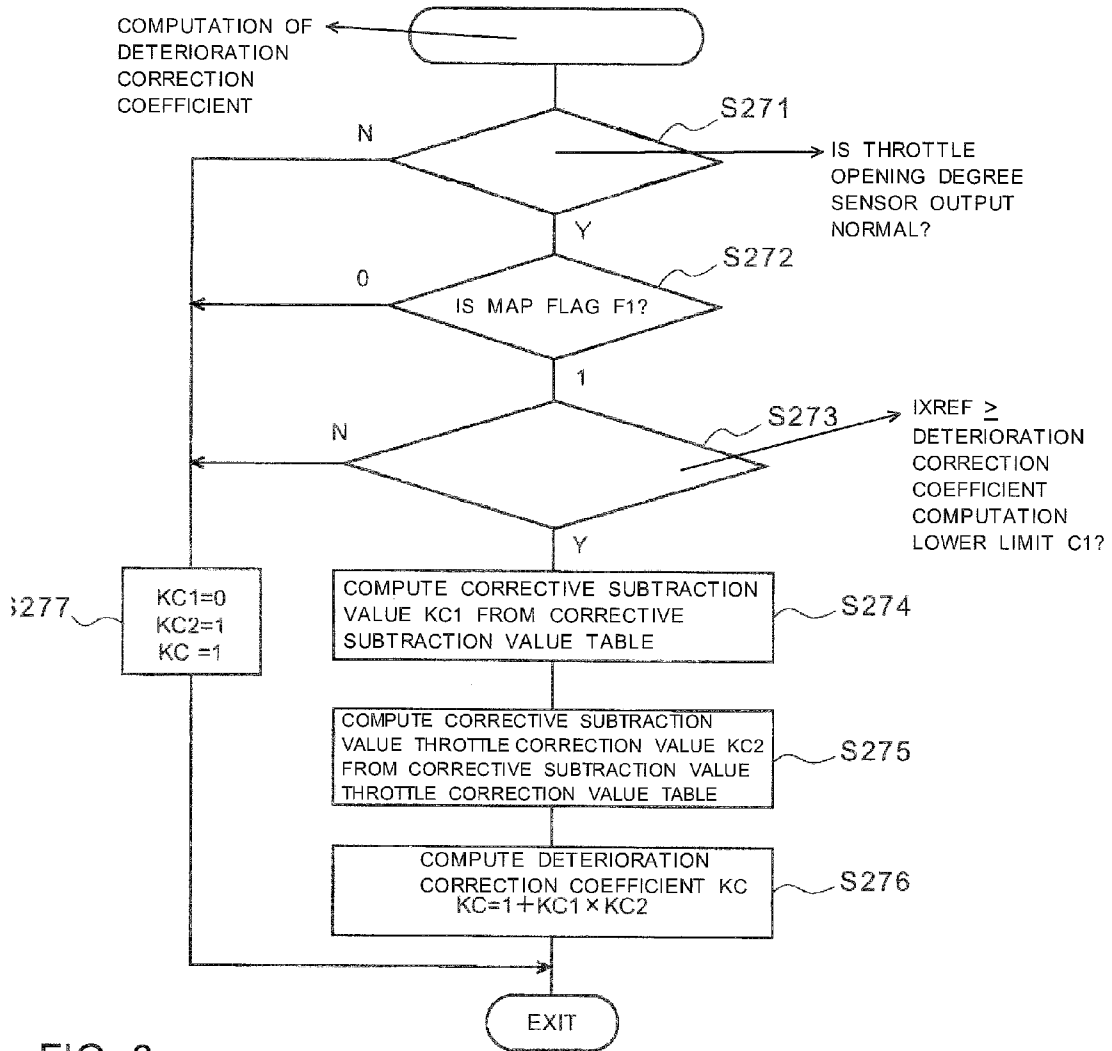 COMPUTATION OF
DETERIORATION
CORRECTION
COEFFICIENT
S271
N
IS THROTTLE
OPENING DEGREE
SENSOR OUTPUT
NORMAL?
Y
S272
0
IS MAP FLAG F1?
1
S273
N
IXREF ≥
DETERIORATION
CORRECTION
COEFFICIENT
COMPUTATION
LOWER LIMIT C1?
Y
S277
KC1=0
KC2=1
KC =1
COMPUTE CORRECTIVE SUBTRACTION
VALUE KC1 FROM CORRECTIVE
SUBTRACTION VALUE TABLE
S274
COMPUTE CORRECTIVE SUBTRACTION
VALUE THROTTLE CORRECTION VALUE KC2
FROM CORRECTIVE SUBTRACTION VALUE
THROTTLE CORRECTION VALUE TABLE
S275
COMPUTE DETERIORATION
CORRECTION COEFFICIENT KC
KC=1+KC1×KC2
S276
EXIT